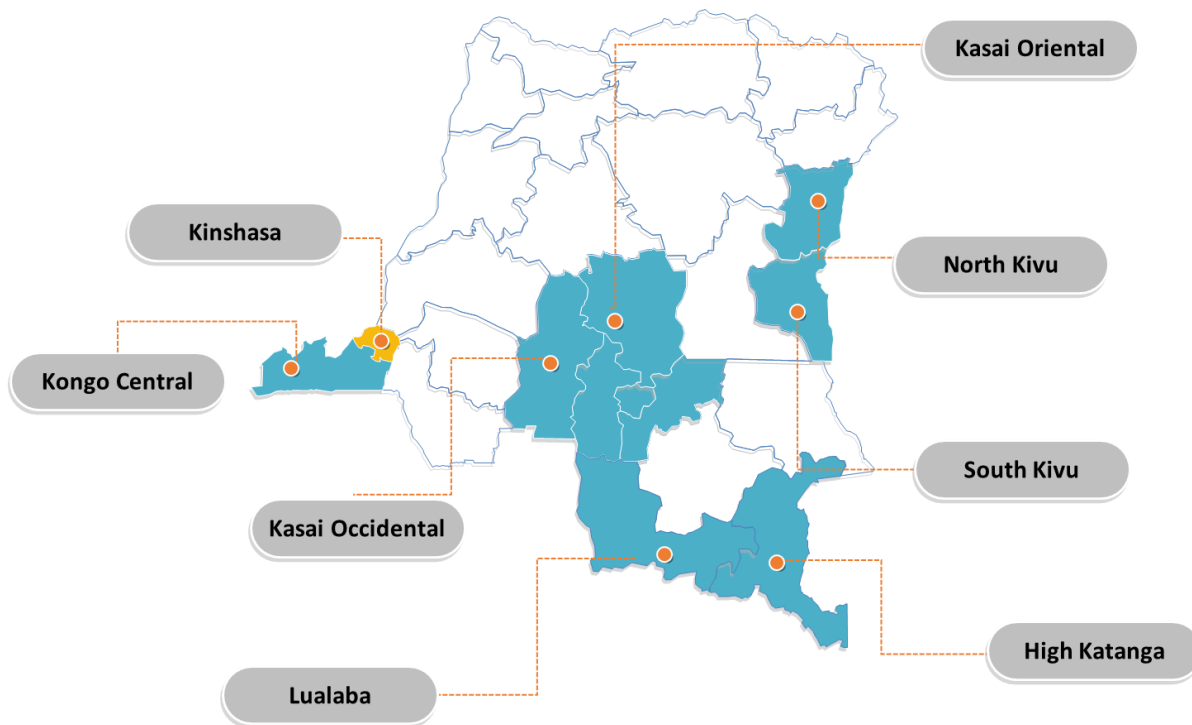 Kasai Oriental
Kinshasa
North Kivu
Kongo Central
South Kivu
Kasai Occidental
High Katanga
Lualaba